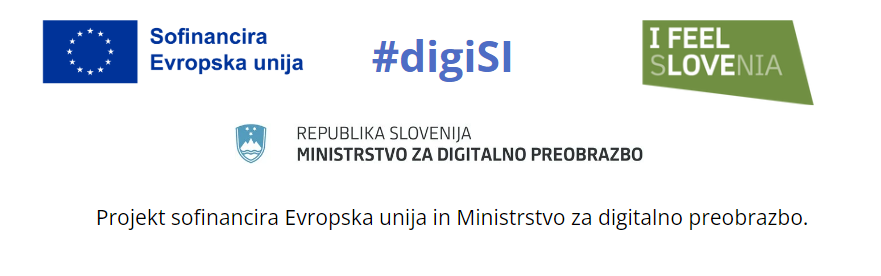 Sofinancira
Evropska unija
#digiSI
I FEEL
SLOVENIA
REPUBLIKA SLOVENIJA
MINISTRSTVO ZA DIGITALNO PREOBRAZBO
Projekt sofinancira Evropska unija in Ministrstvo za digitalno preobrazbo.